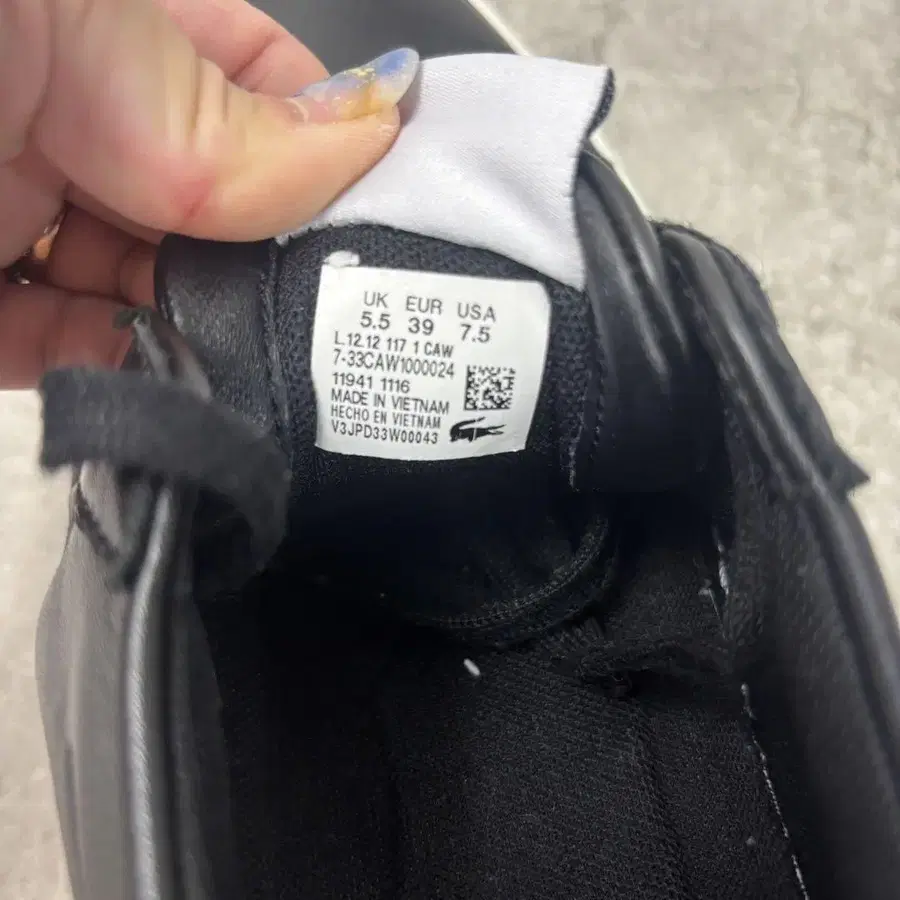 UK EUR USA
5.5 39 7.5
L.12.12 117 1 CAW
7-33CAW1000024
11941 1116
MADE IN VIETNAM
HECHO EN VIETNAM
V3JPD33W00043